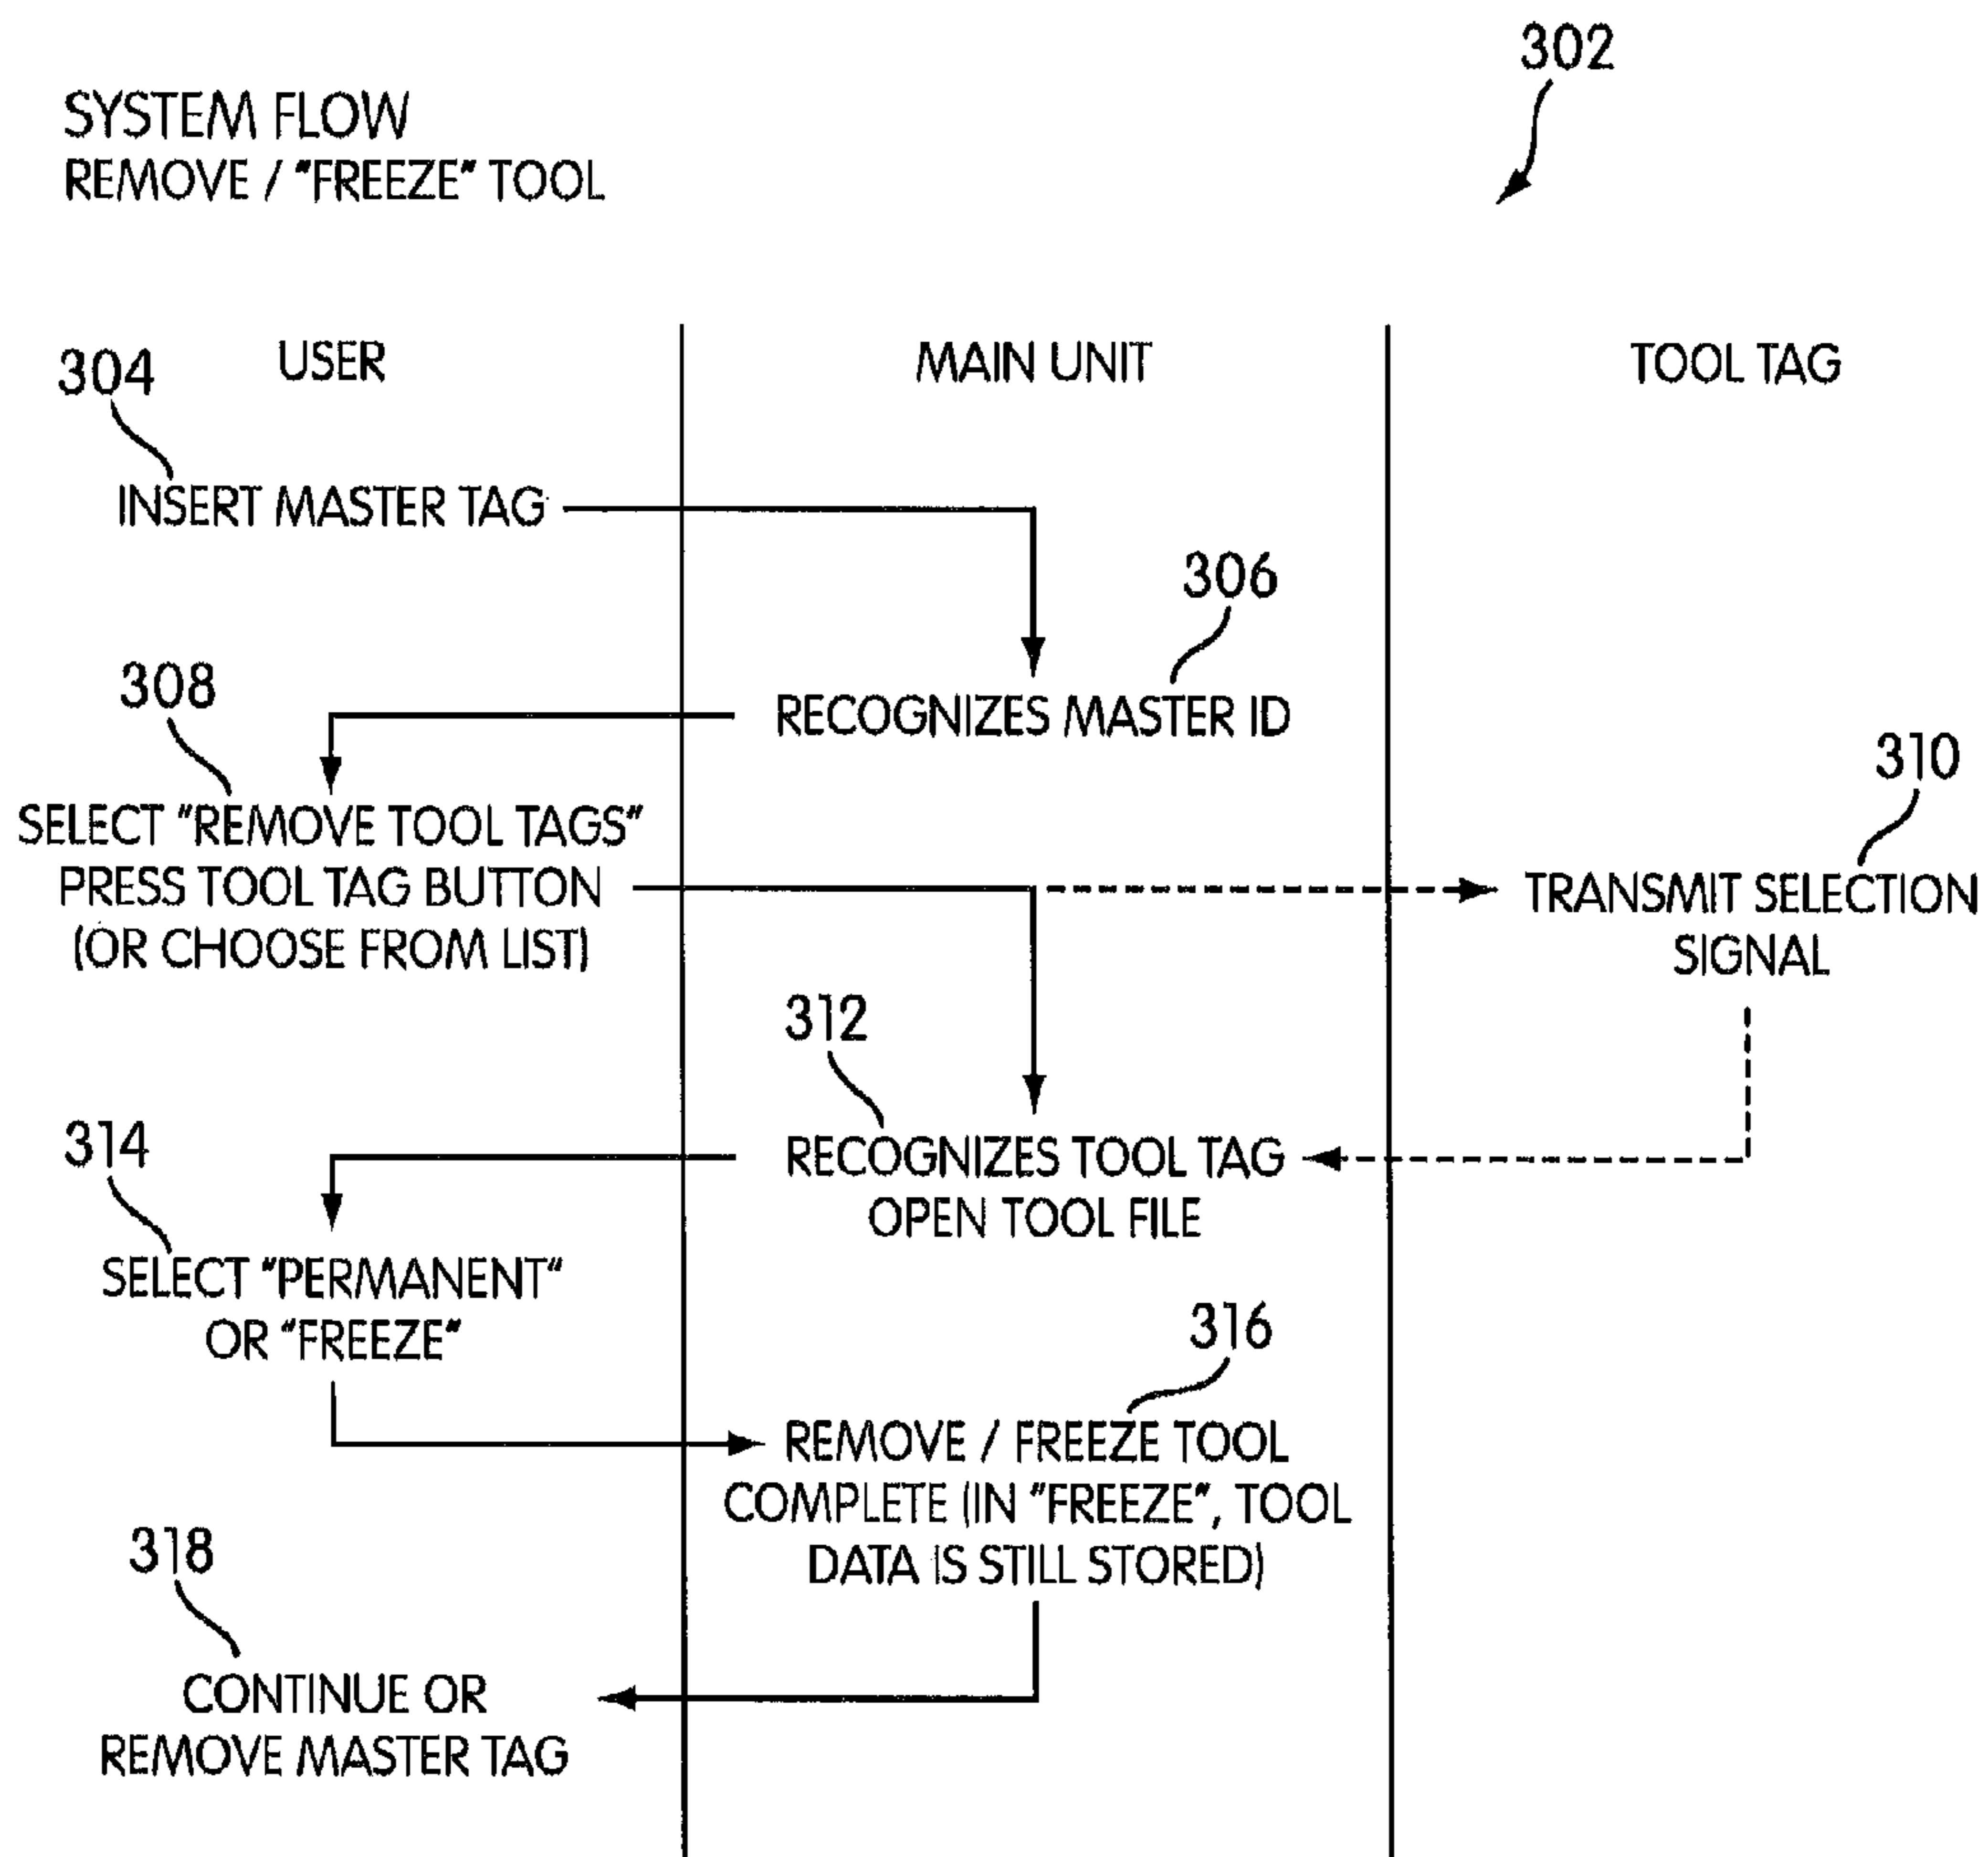 302
SYSTEM FLOW
REMOVE / "FREEZE" TOOL
USER
MAIN UNIT
TOOL TAG
304
INSERT MASTER TAG
306
RECOGNIZES MASTER ID
308
SELECT "REMOVE TOOL TAGS"
PRESS TOOL TAG BUTTON
(OR CHOOSE FROM LIST)
310
TRANSMIT SELECTION
SIGNAL
312
RECOGNIZES TOOL TAG
OPEN TOOL FILE
314
SELECT "PERMANENT"
OR "FREEZE"
316
REMOVE / FREEZE TOOL
COMPLETE (IN "FREEZE", TOOL
DATA IS STILL STORED)
318
CONTINUE OR
REMOVE MASTER TAG